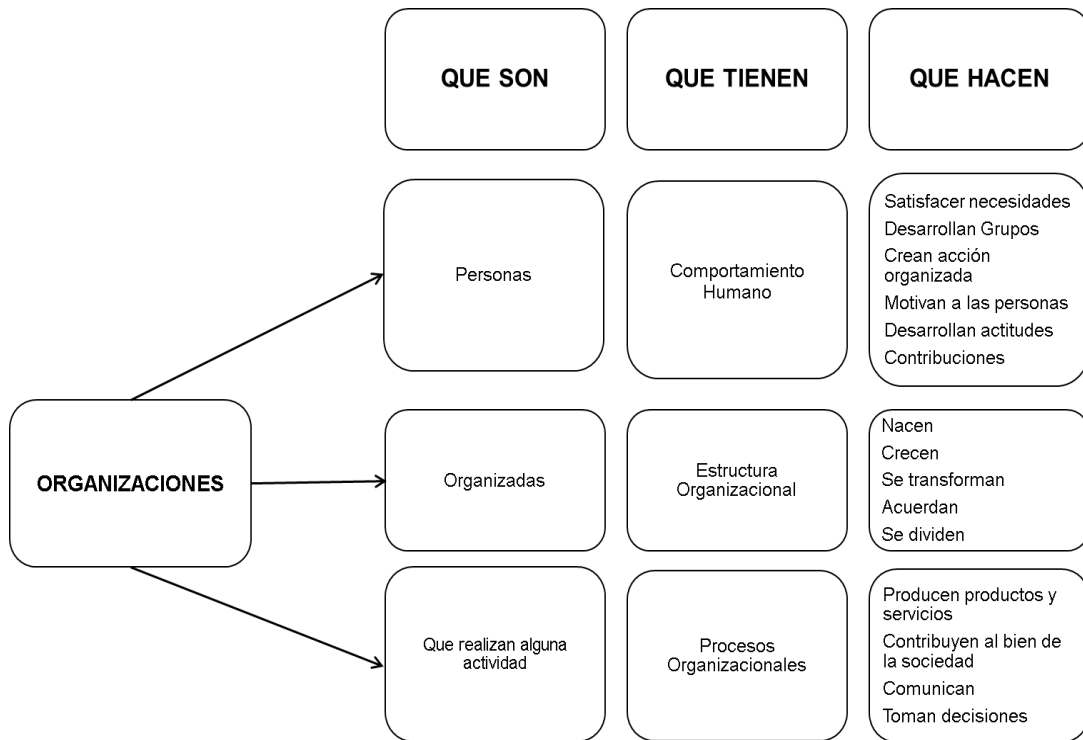 QUE SON
QUE TIENEN
QUE HACEN
Personas
Comportamiento
Humano
Satisfacer necesidades
Desarrollan Grupos
Crean acción
organizada
Motivan a las personas
Desarrollan actitudes
Contribuciones
ORGANIZACIONES
Organizadas
Estructura
Organizacional
Nacen
Crecen
Se transforman
Acuerdan
Se dividen
Que realizan alguna
actividad
Procesos
Organizacionales
Producen productos y
servicios
Contribuyen al bien de
la sociedad
Comunican
Toman decisiones